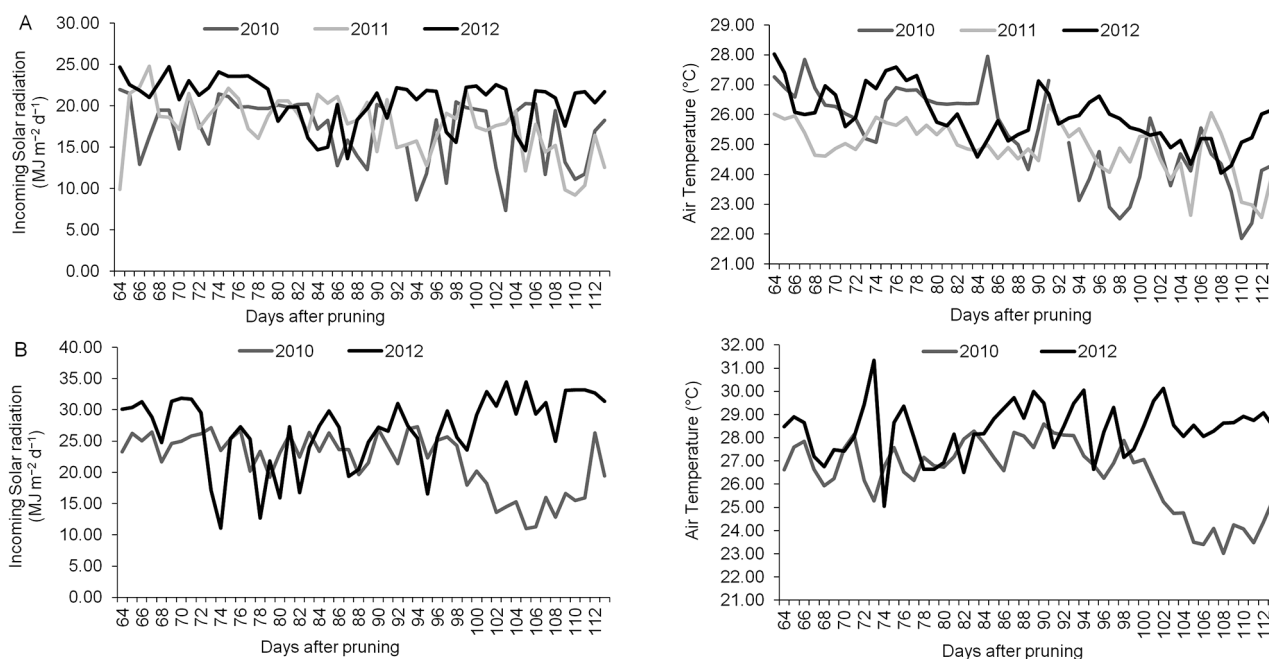 A
2010 2011 2012
Incoming Solar radiation
(MJ m⁻² d⁻¹)
30.00
25.00
20.00
15.00
10.00
5.00
0.00
64 66 68 70 72 74 76 78 80 82 84 86 88 90 92 94 96 98 100 102 104 106 108 110 112
Days after pruning
2010 2011 2012
Air Temperature (°C)
29.00
28.00
27.00
26.00
25.00
24.00
23.00
22.00
21.00
64 66 68 70 72 74 76 78 80 82 84 86 88 90 92 94 96 98 100 102 104 106 108 110 112
Days after pruning
B
2010 2012
Incoming Solar radiation
(MJ m⁻² d⁻¹)
40.00
35.00
30.00
25.00
20.00
15.00
10.00
5.00
0.00
64 66 68 70 72 74 76 78 80 82 84 86 88 90 92 94 96 98 100 102 104 106 108 110 112
Days after pruning
2010 2012
Air Temperature (°C)
32.00
31.00
30.00
29.00
28.00
27.00
26.00
25.00
24.00
23.00
22.00
21.00
64 66 68 70 72 74 76 78 80 82 84 86 88 90 92 94 96 98 100 102 104 106 108 110 112
Days after pruning